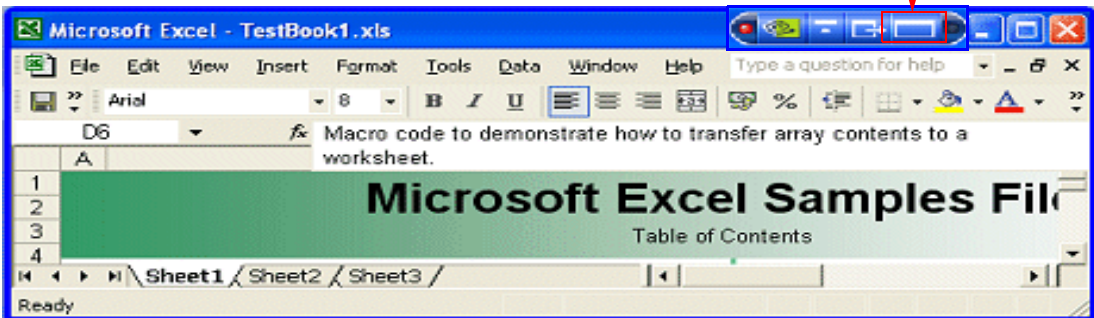 Microsoft Excel - TestBook1.xls
File Edit View Insert Format Tools Data Window Help Type a question for help
Arial 8 B I U %
D6 fx Macro code to demonstrate how to transfer array contents to a
worksheet.
A
1
Microsoft Excel Samples File
2
3 Table of Contents
4
Sheet1 Sheet2 Sheet3
Ready